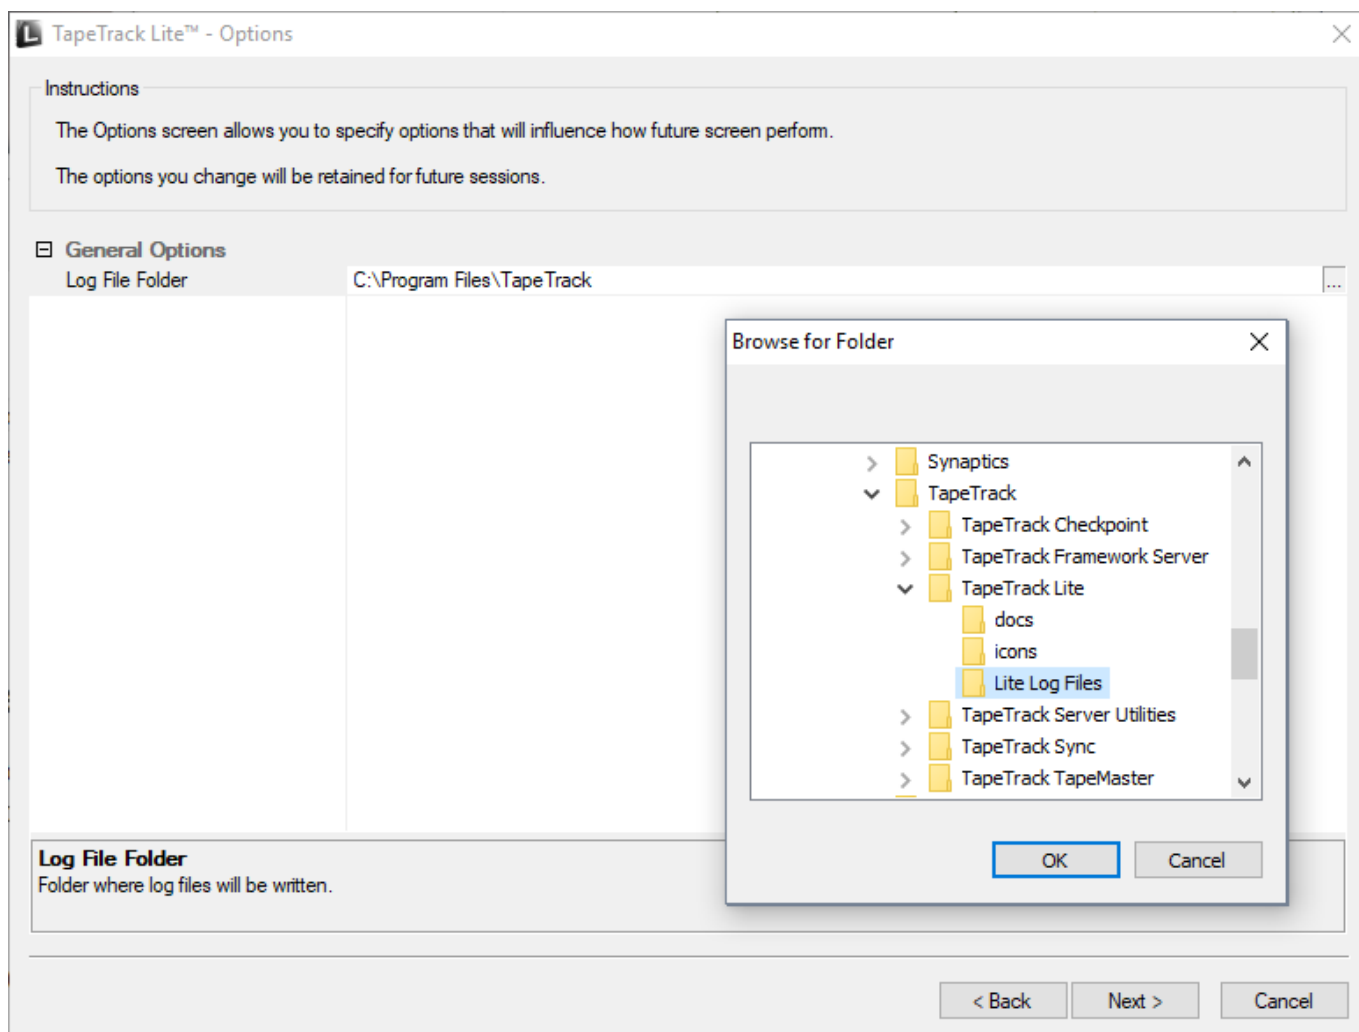 TapeTrack Lite™ - Options
Instructions
The Options screen allows you to specify options that will influence how future screen perform.
The options you change will be retained for future sessions.
General Options
Log File Folder C:\Program Files\TapeTrack ...
Browse for Folder
Synaptics
TapeTrack
TapeTrack Checkpoint
TapeTrack Framework Server
TapeTrack Lite
docs
icons
Lite Log Files
TapeTrack Server Utilities
TapeTrack Sync
TapeTrack TapeMaster
OK Cancel
Log File Folder
Folder where log files will be written.
< Back Next > Cancel